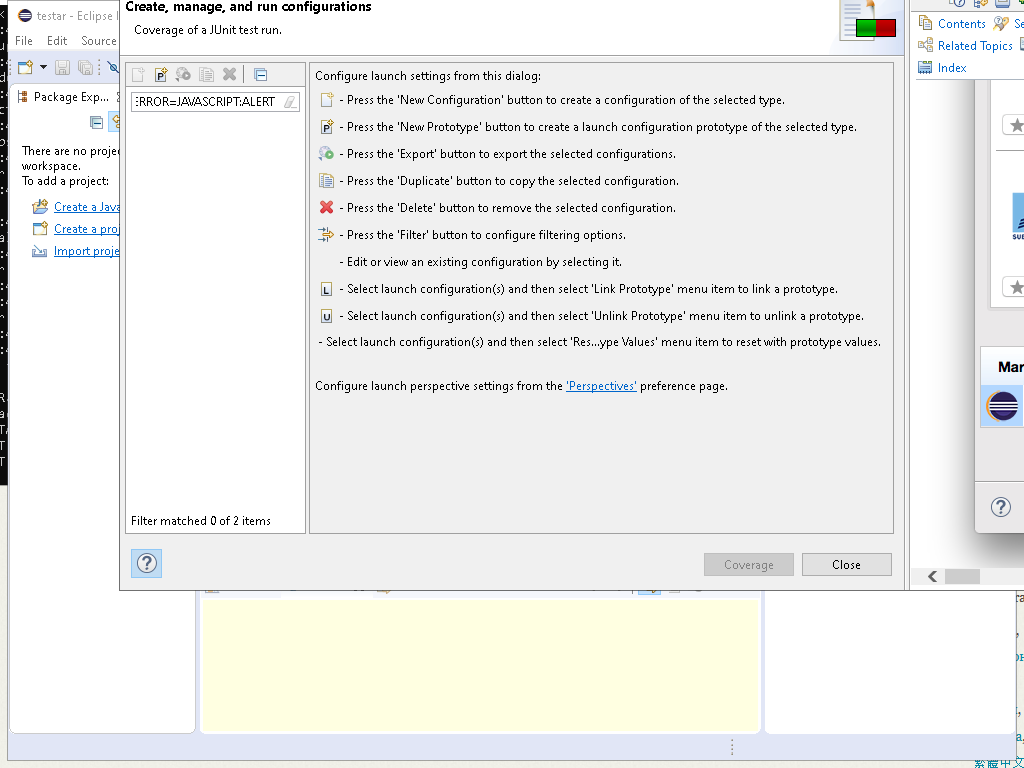 Create, manage, and run configurations
Coverage of a JUnit test run.
testar - Eclipse I
File Edit Source
Package Exp...
There are no projec
workspace.
To add a project:
Create a Java
Create a proj
Import proje
ERROR=JAVASCRIPT:ALERT
Filter matched 0 of 2 items
Configure launch settings from this dialog:
- Press the 'New Configuration' button to create a configuration of the selected type.
P - Press the 'New Prototype' button to create a launch configuration prototype of the selected type.
- Press the 'Export' button to export the selected configurations.
- Press the 'Duplicate' button to copy the selected configuration.
- Press the 'Delete' button to remove the selected configuration.
- Press the 'Filter' button to configure filtering options.
- Edit or view an existing configuration by selecting it.
L - Select launch configuration(s) and then select 'Link Prototype' menu item to link a prototype.
U - Select launch configuration(s) and then select 'Unlink Prototype' menu item to unlink a prototype.
- Select launch configuration(s) and then select 'Res...ype Values' menu item to reset with prototype values.
Configure launch perspective settings from the 'Perspectives' preference page.
Coverage Close
Contents Se
Related Topics
Index
Mar
繁體中文